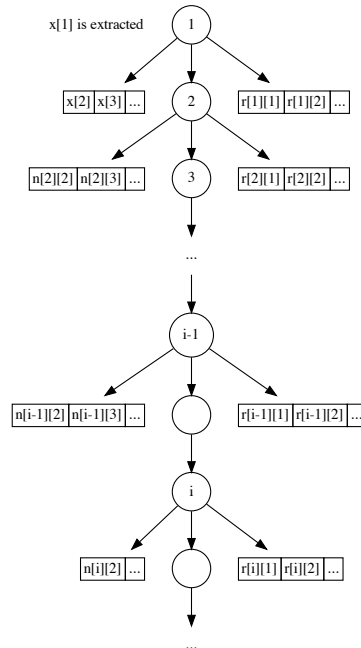 x[1] is extracted 1
x[2] x[3] ... 2 r[1][1] r[1][2] ...
n[2][2] n[2][3] ... 3 r[2][1] r[2][2] ...
...
i-1
n[i-1][2] n[i-1][3] ... r[i-1][1] r[i-1][2] ...
i
n[i][2] ... r[i][1] r[i][2] ...
...